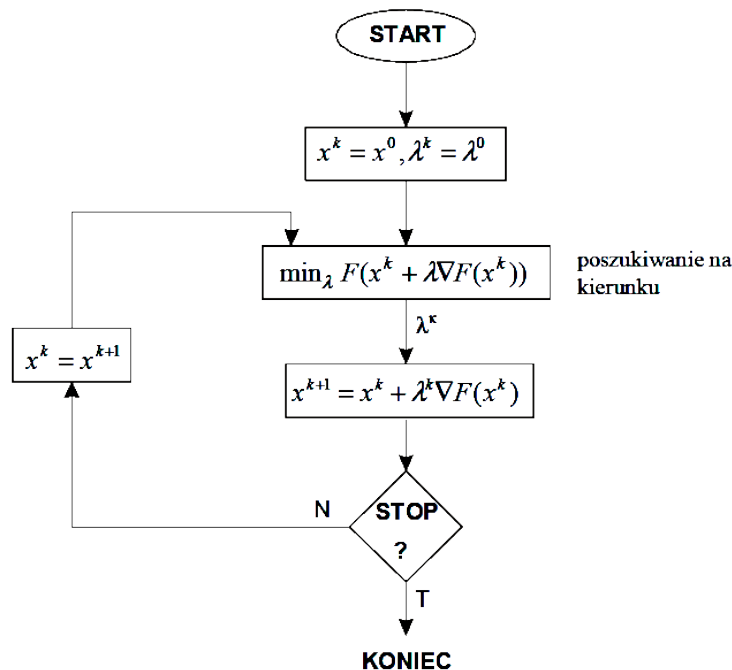 START
x^k = x^0, λ^k = λ^0
min_λ F(x^k + λ∇F(x^k))
poszukiwanie na
kierunku
λ^κ
x^k = x^{k+1}
x^{k+1} = x^k + λ^k∇F(x^k)
N
STOP
?
T
KONIEC